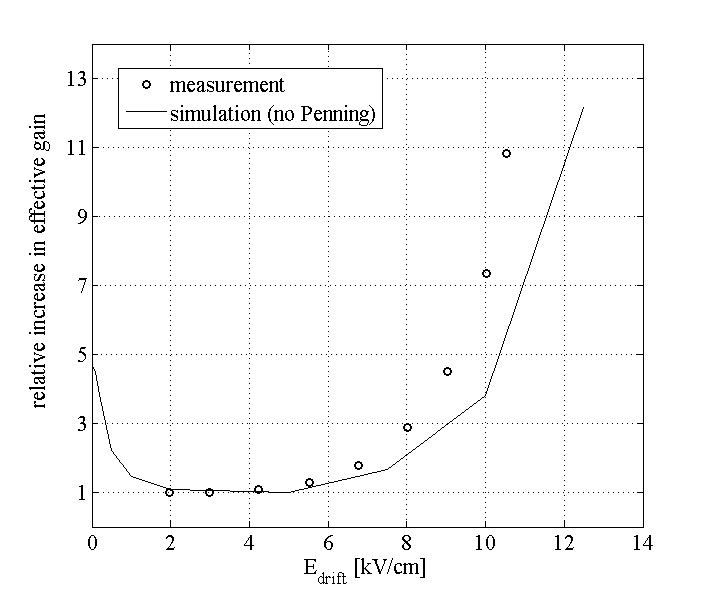 measurement
simulation (no Penning)
relative increase in effective gain
13
11
9
7
5
3
1
0 2 4 6 8 10 12 14
E_drift [kV/cm]